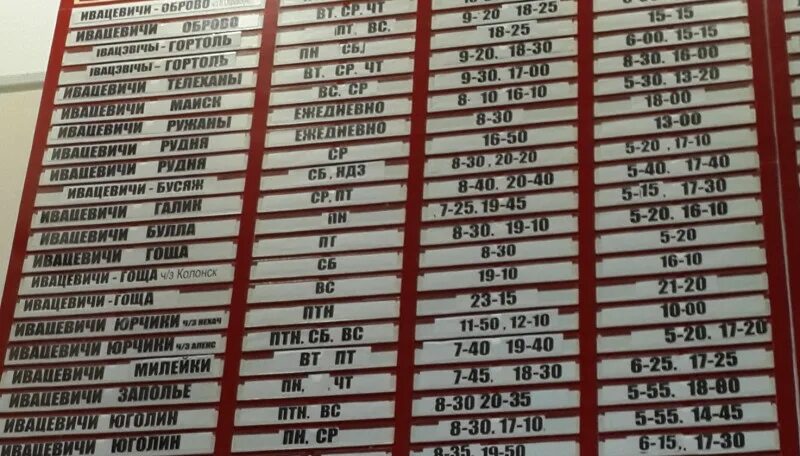 ИВАЦЕВИЧИ-ОБРОВО
ИВАЦЕВИЧИ ОБРОВО
ІВАЦЭВІЧЫ-ГОРТОЛЬ
ІВАЦЭВІЧЫ-ГОРТОЛЬ
ИВАЦЕВИЧИ ТЕЛЕХАНЫ
ИВАЦЕВИЧИ МАИСК
ИВАЦЕВИЧИ РУЖАНЫ
ИВАЦЕВИЧИ РУДНЯ
ИВАЦЕВИЧИ РУДНЯ
ИВАЦЕВИЧИ-БУСЯЖ
ИВАЦЕВИЧИ ГАЛИК
ИВАЦЕВИЧИ БУЛЛА
ИВАЦЕВИЧИ ГОЩА
ИВАЦЕВИЧИ-ГОЩА ч/з Колонск
ИВАЦЕВИЧИ-ГОЩА
ИВАЦЕВИЧИ ЮРЧИКИ Ч/З НЕХАЧ
ИВАЦЕВИЧИ ЮРЧИКИ Ч/З АЛЕКС
ИВАЦЕВИЧИ МИЛЕЙКИ
ИВАЦЕВИЧИ ЗАПОЛЬЕ
ИВАЦЕВИЧИ ЮГОЛИН
ИВАЦЕВИЧИ ЮГОЛИН
ВТ. СР. ЧТ
ПТ. ВС.
ПН СБ.
ВТ. СР. ЧТ
ВС. СР
ЕЖЕДНЕВНО
ЕЖЕДНЕВНО
СР
СБ, НДЗ
СР. ПТ
ПН
ПТ
СБ
ВС
ПТН
ПТН. СБ. ВС
ВТ ПТ
ПН, ЧТ
ПТН. ВС
ПН. СР
9-20 18-25
18-25
9-20. 18-30
9-30. 17-00
8-10 16-10
8-30
16-50
8-30. 20-20
8-40. 20-40
7-25. 19-45
8-30. 19-10
8-30
19-10
23-15
11-50, 12-10
7-40 19-40
7-45. 18-30
8-30 20-35
8-30. 17-10
8-35. 19-50
15-15
6-00. 15-15
8-30. 16-00
5-30. 13-20
18-00
13-00
5-20 ,17-10
5-40. 17-40
5-15, 17-30
5-20. 16-10
5-20
16-10
21-20
10-00
5-20. 17-20
6-25. 17-25
5-55. 18-00
5-55. 14-45
6-15,. 17-30